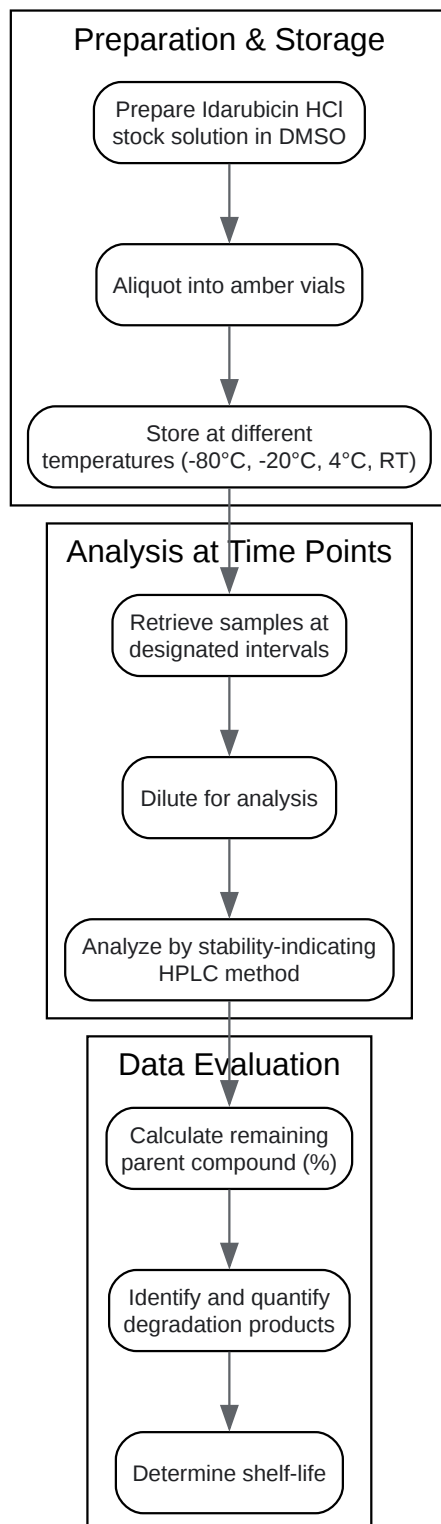 Preparation & Storage
Prepare Idarubicin HCl
stock solution in DMSO
Aliquot into amber vials
Store at different
temperatures (-80°C, -20°C, 4°C, RT)
Analysis at Time Points
Retrieve samples at
designated intervals
Dilute for analysis
Analyze by stability-indicating
HPLC method
Data Evaluation
Calculate remaining
parent compound (%)
Identify and quantify
degradation products
Determine shelf-life